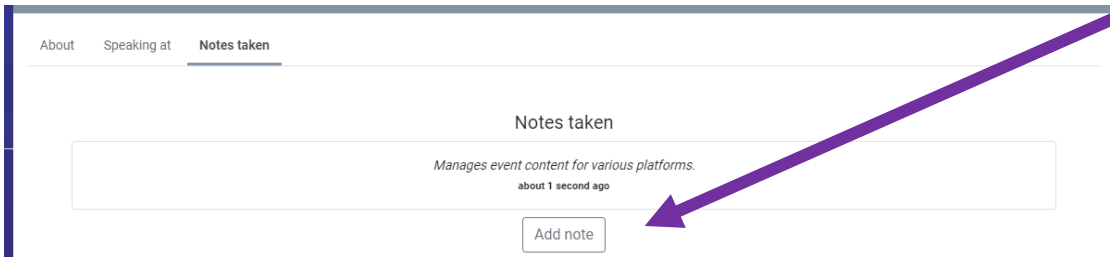 About Speaking at Notes taken
Notes taken
Manages event content for various platforms.
about 1 second ago
Add note